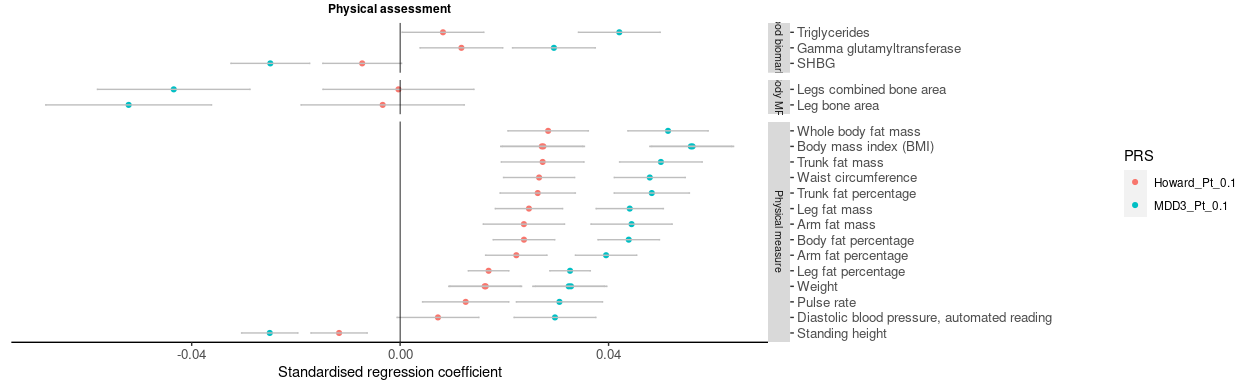 Physical assessment
Triglycerides
Gamma glutamyltransferase
SHBG
Legs combined bone area
Leg bone area
Whole body fat mass
Body mass index (BMI)
Trunk fat mass
Waist circumference
Trunk fat percentage
Leg fat mass
Arm fat mass
Body fat percentage
Arm fat percentage
Leg fat percentage
Weight
Pulse rate
Diastolic blood pressure, automated reading
Standing height
Physical measure
-0.04
0.00
0.04
Standardised regression coefficient
PRS
Howard_Pt_0.1
MDD3_Pt_0.1